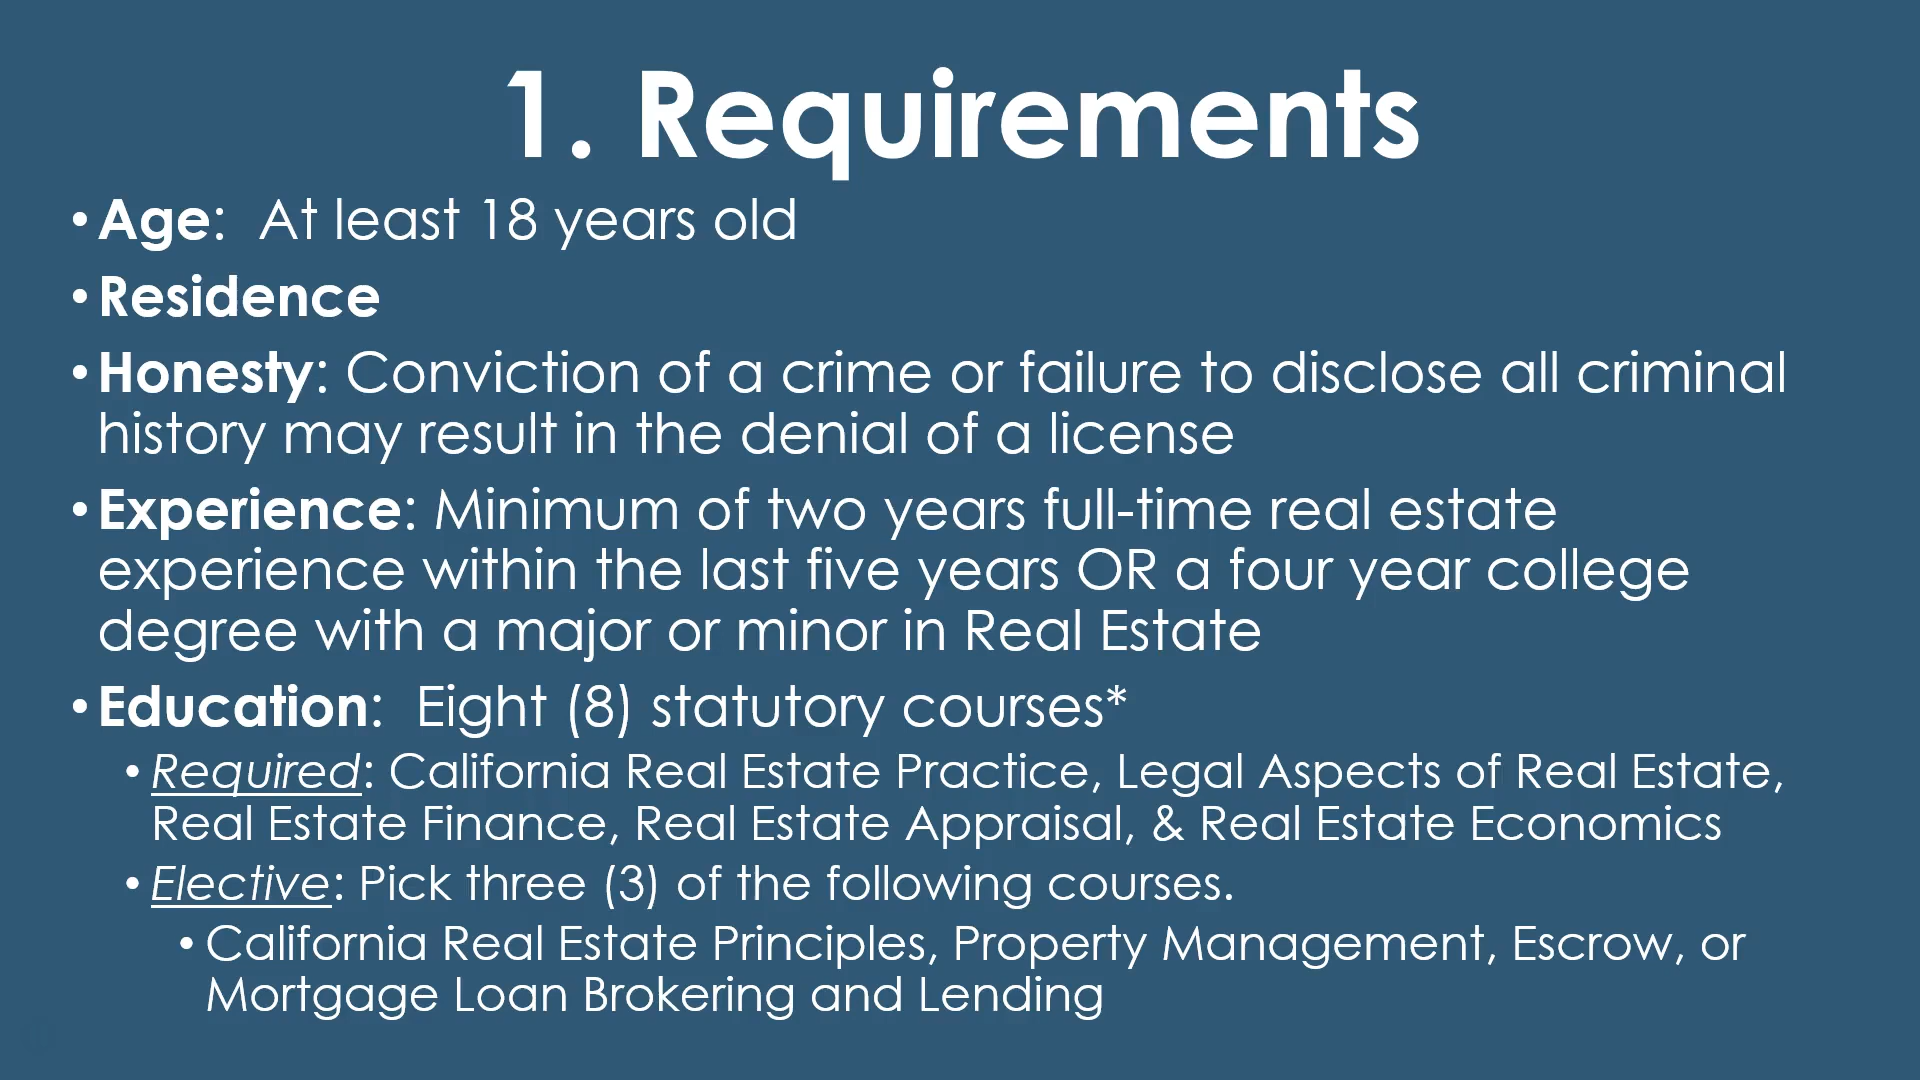 1. Requirements
• Age:  At least 18 years old
• Residence
• Honesty: Conviction of a crime or failure to disclose all criminal
history may result in the denial of a license
• Experience: Minimum of two years full-time real estate
experience within the last five years OR a four year college
degree with a major or minor in Real Estate
• Education:  Eight (8) statutory courses*
• Required: California Real Estate Practice, Legal Aspects of Real Estate,
Real Estate Finance, Real Estate Appraisal, & Real Estate Economics
• Elective: Pick three (3) of the following courses.
• California Real Estate Principles, Property Management, Escrow, or
Mortgage Loan Brokering and Lending